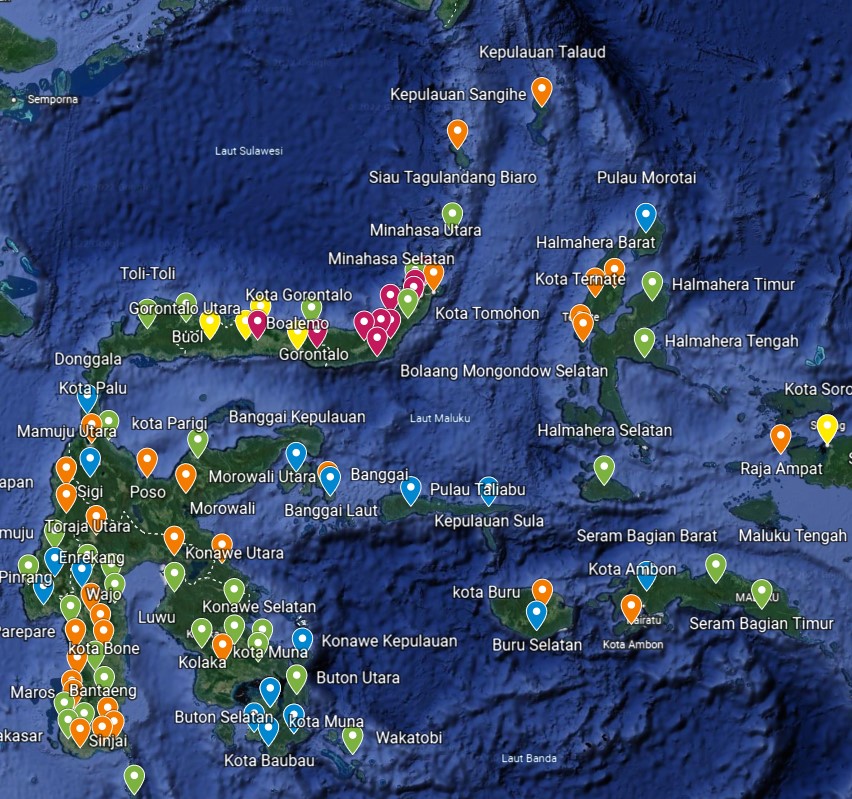 Kepulauan Talaud
Kepulauan Sangihe
Semporna
Laut Sulawesi
Siau Tagulandang Biaro
Pulau Morotai
Minahasa Utara
Halmahera Barat
Minahasa Selatan
Toli-Toli
Kota Ternate
Halmahera Timur
Gorontalo Utara
Kota Gorontalo
Kota Tomohon
Boalemo
Buol
Halmahera Tengah
Gorontalo
Donggala
Bolaang Mongondow Selatan
Kota Palu
Kota Soro
Banggai Kepulauan
Laut Maluku
kota Parigi
Mamuju Utara
Halmahera Selatan
Raja Ampat
Morowali Utara
Banggai
apan
Sigi
Poso
Pulau Taliabu
Morowali
Banggai Laut
Kepulauan Sula
Toraja Utara
muju
Seram Bagian Barat
Maluku Tengah
Konawe Utara
Enrekang
Pinrang
Kota Ambon
Wajo
kota Buru
Konawe Selatan
Luwu
Seram Bagian Timur
Parepare
Kota Ambon
Buru Selatan
Konawe Kepulauan
kota Bone
kota Muna
Kolaka
Buton Utara
Maros
Bantaeng
Buton Selatan
kota Muna
akasar
Sinjai
Wakatobi
Kota Baubau
Laut Banda